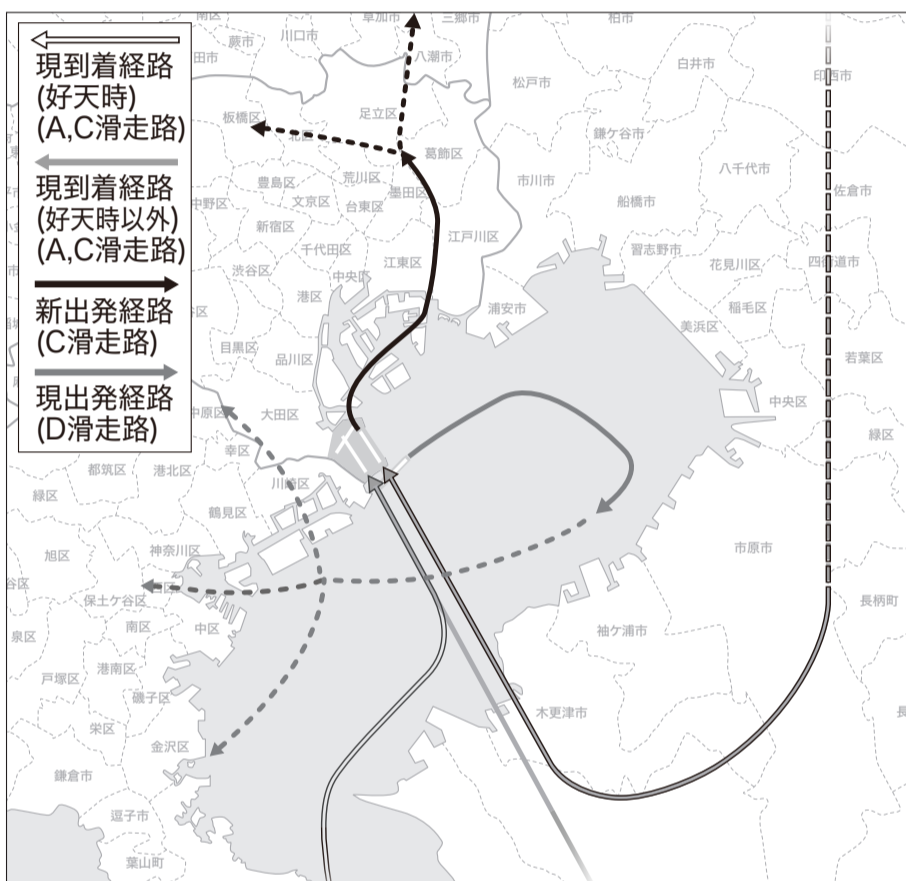 現到着経路
(好天時)
(A,C滑走路)
現到着経路
(好天時以外)
(A,C滑走路)
新出発経路
(C滑走路)
現出発経路
(D滑走路)
南区
草加市
三郷市
柏市
蕨市
川口市
八潮市
田市
松戸市
白井市
印西市
板橋区
足立区
北区
葛飾区
鎌ケ谷市
八千代市
豊島区
荒川区
墨田区
市川市
佐倉市
中野区
文京区
台東区
船橋市
新宿区
江戸川区
千代田区
習志野市
四街道市
渋谷区
中央区
江東区
花見川区
港区
浦安市
稲毛区
目黒区
品川区
美浜区
若葉区
中原区
大田区
中央区
幸区
緑区
都筑区
港北区
川崎区
緑区
鶴見区
旭区
神奈川区
市原市
谷区
西区
保土ケ谷区
長柄町
泉区
南区
中区
袖ケ浦市
戸塚区
港南区
磯子区
木更津市
栄区
金沢区
鎌倉市
逗子市
葉山町